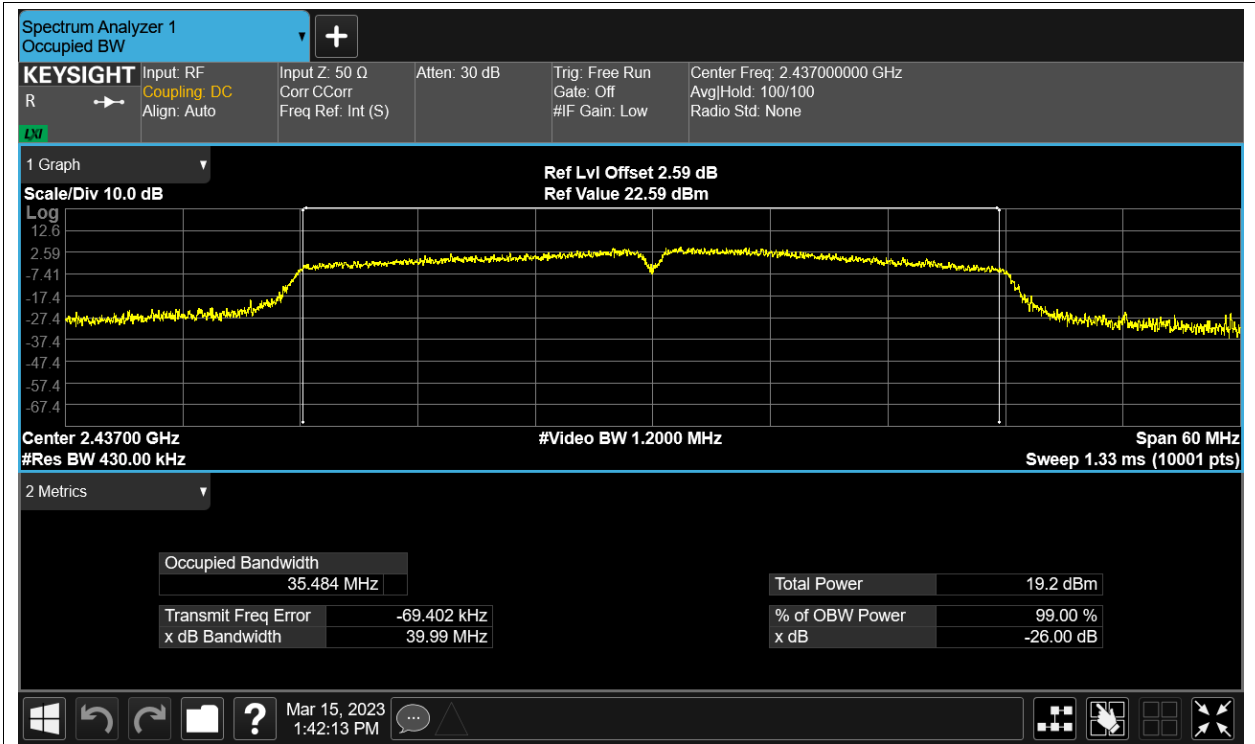 Spectrum Analyzer 1
Occupied BW
KEYSIGHT
R
LXI
Input: RF
Coupling: DC
Align: Auto
Input Z: 50 Ω
Corr CCorr
Freq Ref: Int (S)
Atten: 30 dB
Trig: Free Run
Gate: Off
#IF Gain: Low
Center Freq: 2.437000000 GHz
Avg|Hold: 100/100
Radio Std: None
1 Graph
Scale/Div 10.0 dB
Ref Lvl Offset 2.59 dB
Ref Value 22.59 dBm
Log
12.6
2.59
-7.41
-17.4
-27.4
-37.4
-47.4
-57.4
-67.4
Center 2.43700 GHz
#Video BW 1.2000 MHz
Span 60 MHz
#Res BW 430.00 kHz
Sweep 1.33 ms (10001 pts)
2 Metrics
Occupied Bandwidth
35.484 MHz
Transmit Freq Error -69.402 kHz
x dB Bandwidth 39.99 MHz
Total Power 19.2 dBm
% of OBW Power 99.00 %
x dB -26.00 dB
?
Mar 15, 2023
1:42:13 PM